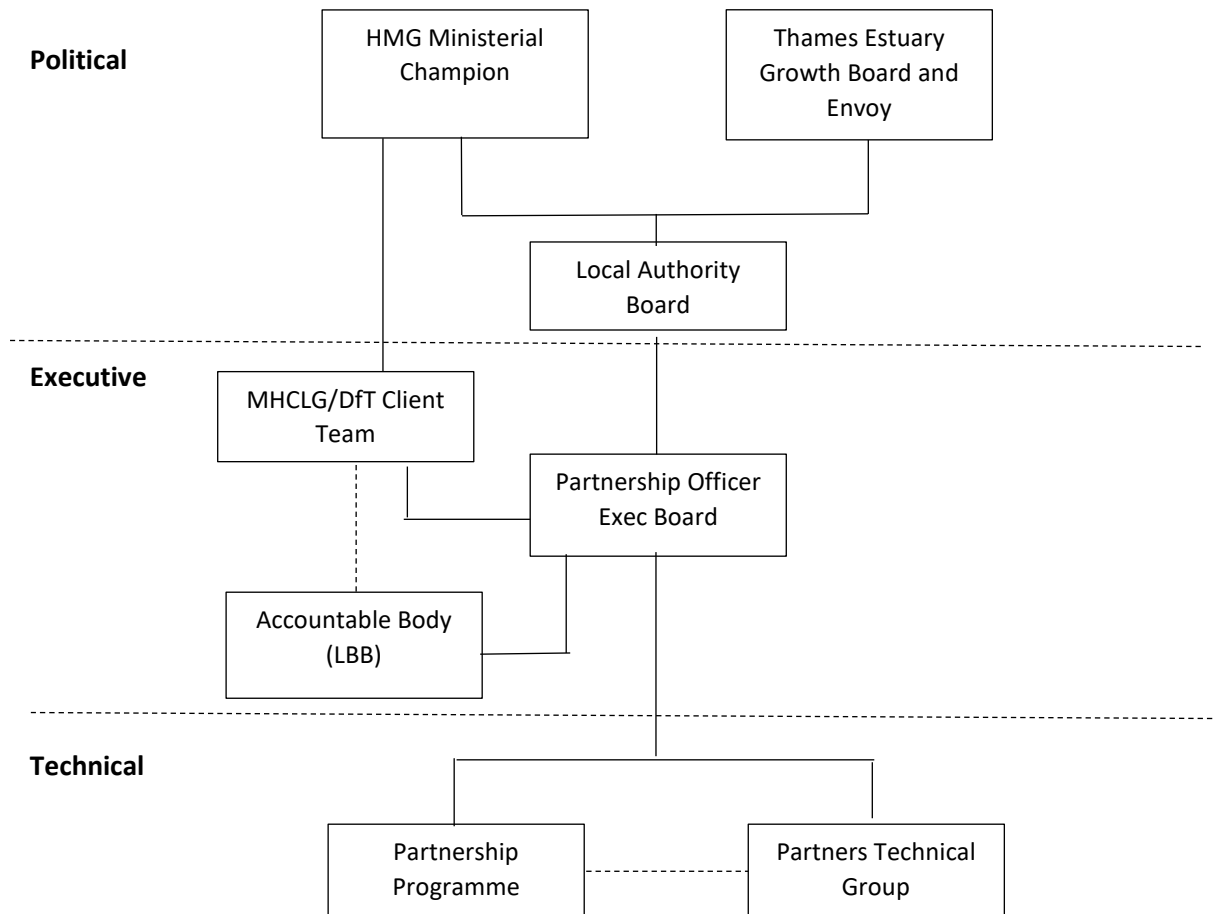 Political
HMG Ministerial
Champion
Thames Estuary
Growth Board and
Envoy
Local Authority
Board
Executive
MHCLG/DfT Client
Team
Partnership Officer
Exec Board
Accountable Body
(LBB)
Technical
Partnership
Programme
Partners Technical
Group